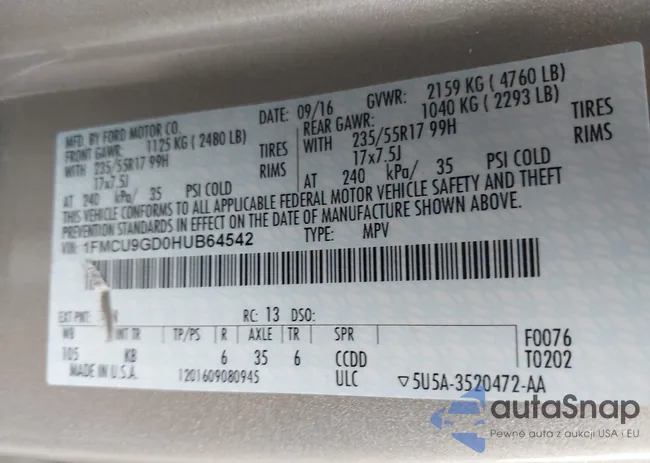 MFD. BY FORD MOTOR CO. DATE: 09/16 GVWR: 2159 KG ( 4760 LB)
FRONT GAWR: 1125 KG ( 2480 LB) REAR GAWR: 1040 KG ( 2293 LB)
WITH 235/55R17 99H TIRES WITH 235/55R17 99H TIRES
17x7.5J RIMS 17x7.5J RIMS
AT 240 kPa/ 35 PSI COLD AT 240 kPa/ 35 PSI COLD
THIS VEHICLE CONFORMS TO ALL APPLICABLE FEDERAL MOTOR VEHICLE SAFETY AND THEFT
PREVENTION STANDARDS IN EFFECT ON THE DATE OF MANUFACTURE SHOWN ABOVE.
VIN: 1FMCU9GD0HUB64542 TYPE: MPV
EXT PNT: RC: 13 DSO:
WB INT TR TP/PS R AXLE TR SPR F0076
105 KB 6 35 6 CCDD T0202
MADE IN U.S.A. 1201609080945 ULC ▽5U5A-3520472-AA
autaSnap
Pewne auta z aukcji USA i EU